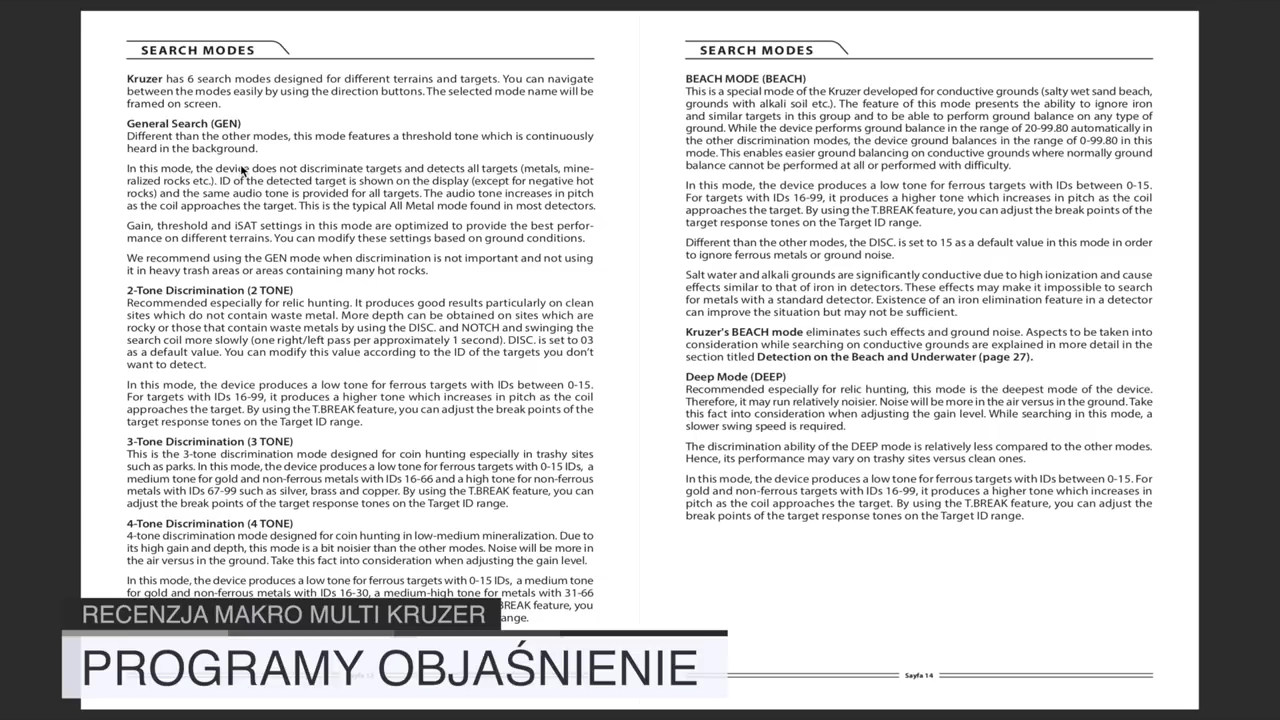 SEARCH MODES
Kruzer has 6 search modes designed for different terrains and targets. You can navigate
between the modes easily by using the direction buttons. The selected mode name will be
framed on screen.
General Search (GEN)
Different than the other modes, this mode features a threshold tone which is continuously
heard in the background.
In this mode, the device does not discriminate targets and detects all targets (metals, mine-
ralized rocks etc.). ID of the detected target is shown on the display (except for negative hot
rocks) and the same audio tone is provided for all targets. The audio tone increases in pitch
as the coil approaches the target. This is the typical All Metal mode found in most detectors.
Gain, threshold and iSAT settings in this mode are optimized to provide the best perfor-
mance on different terrains. You can modify these settings based on ground conditions.
We recommend using the GEN mode when discrimination is not important and not using
it in heavy trash areas or areas containing many hot rocks.
2-Tone Discrimination (2 TONE)
Recommended especially for relic hunting. It produces good results particularly on clean
sites which do not contain waste metal. More depth can be obtained on sites which are
rocky or those that contain waste metals by using the DISC. and NOTCH and swinging the
search coil more slowly (one right/left pass per approximately 1 second). DISC. is set to 03
as a default value. You can modify this value according to the ID of the targets you don't
want to detect.
In this mode, the device produces a low tone for ferrous targets with IDs between 0-15.
For targets with IDs 16-99, it produces a higher tone which increases in pitch as the coil
approaches the target. By using the T.BREAK feature, you can adjust the break points of the
target response tones on the Target ID range.
3-Tone Discrimination (3 TONE)
This is the 3-tone discrimination mode designed for coin hunting especially in trashy sites
such as parks. In this mode, the device produces a low tone for ferrous targets with 0-15 IDs, a
medium tone for gold and non-ferrous metals with IDs 16-66 and a high tone for non-ferrous
metals with IDs 67-99 such as silver, brass and copper. By using the T.BREAK feature, you can
adjust the break points of the target response tones on the Target ID range.
4-Tone Discrimination (4 TONE)
4-tone discrimination mode designed for coin hunting in low-medium mineralization. Due to
its high gain and depth, this mode is a bit noisier than the other modes. Noise will be more in
the air versus in the ground. Take this fact into consideration when adjusting the gain level.
In this mode, the device produces a low tone for ferrous targets with 0-15 IDs, a medium tone
for gold and non-ferrous metals with IDs 16-30, a medium-high tone for metals with 31-66
BREAK feature, you
ange.
SEARCH MODES
BEACH MODE (BEACH)
This is a special mode of the Kruzer developed for conductive grounds (salty wet sand beach,
grounds with alkali soil etc.). The feature of this mode presents the ability to ignore iron
and similar targets in this group and to be able to perform ground balance on any type of
ground. While the device performs ground balance in the range of 20-99.80 automatically in
the other discrimination modes, the device ground balances in the range of 0-99.80 in this
mode. This enables easier ground balancing on conductive grounds where normally ground
balance cannot be performed at all or performed with difficulty.
In this mode, the device produces a low tone for ferrous targets with IDs between 0-15.
For targets with IDs 16-99, it produces a higher tone which increases in pitch as the coil
approaches the target. By using the T.BREAK feature, you can adjust the break points of the
target response tones on the Target ID range.
Different than the other modes, the DISC. is set to 15 as a default value in this mode in order
to ignore ferrous metals or ground noise.
Salt water and alkali grounds are significantly conductive due to high ionization and cause
effects similar to that of iron in detectors. These effects may make it impossible to search
for metals with a standard detector. Existence of an iron elimination feature in a detector
can improve the situation but may not be sufficient.
Kruzer's BEACH mode eliminates such effects and ground noise. Aspects to be taken into
consideration while searching on conductive grounds are explained in more detail in the
section titled Detection on the Beach and Underwater (page 27).
Deep Mode (DEEP)
Recommended especially for relic hunting, this mode is the deepest mode of the device.
Therefore, it may run relatively noisier. Noise will be more in the air versus in the ground. Take
this fact into consideration when adjusting the gain level. While searching in this mode, a
slower swing speed is required.
The discrimination ability of the DEEP mode is relatively less compared to the other modes.
Hence, its performance may vary on trashy sites versus clean ones.
In this mode, the device produces a low tone for ferrous targets with IDs between 0-15. For
gold and non-ferrous targets with IDs 16-99, it produces a higher tone which increases in
pitch as the coil approaches the target. By using the T.BREAK feature, you can adjust the
break points of the target response tones on the Target ID range.
Sayfa 14
RECENZJA MAKRO MULTI KRUZER
PROGRAMY OBJAŚNIENIE